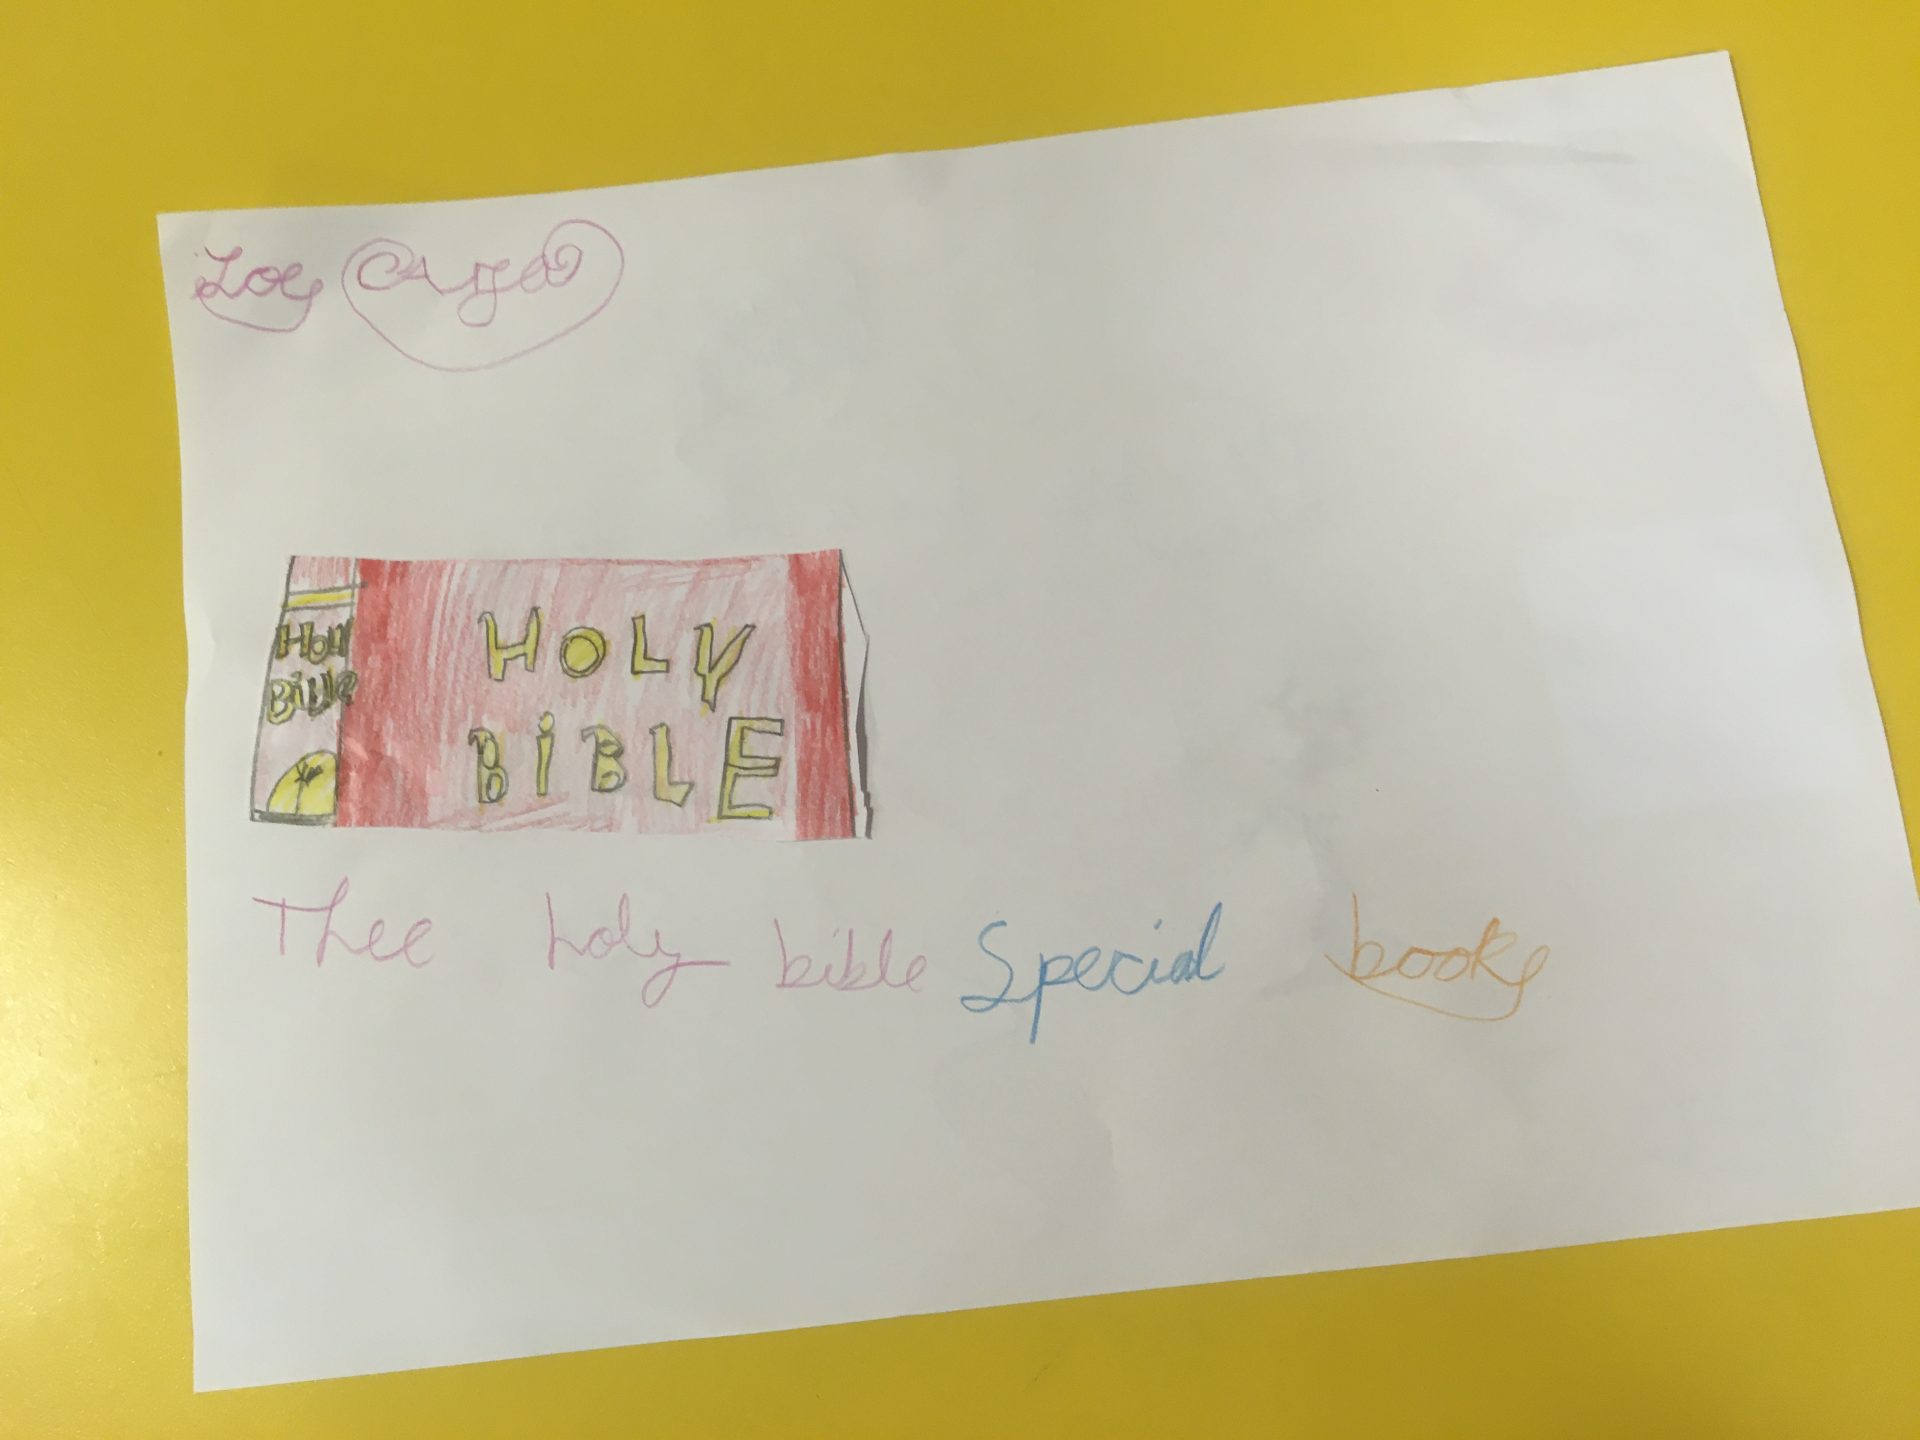 Zoe
HOLY
BIBLE
Holy
Bible
Thee holy bible Special book